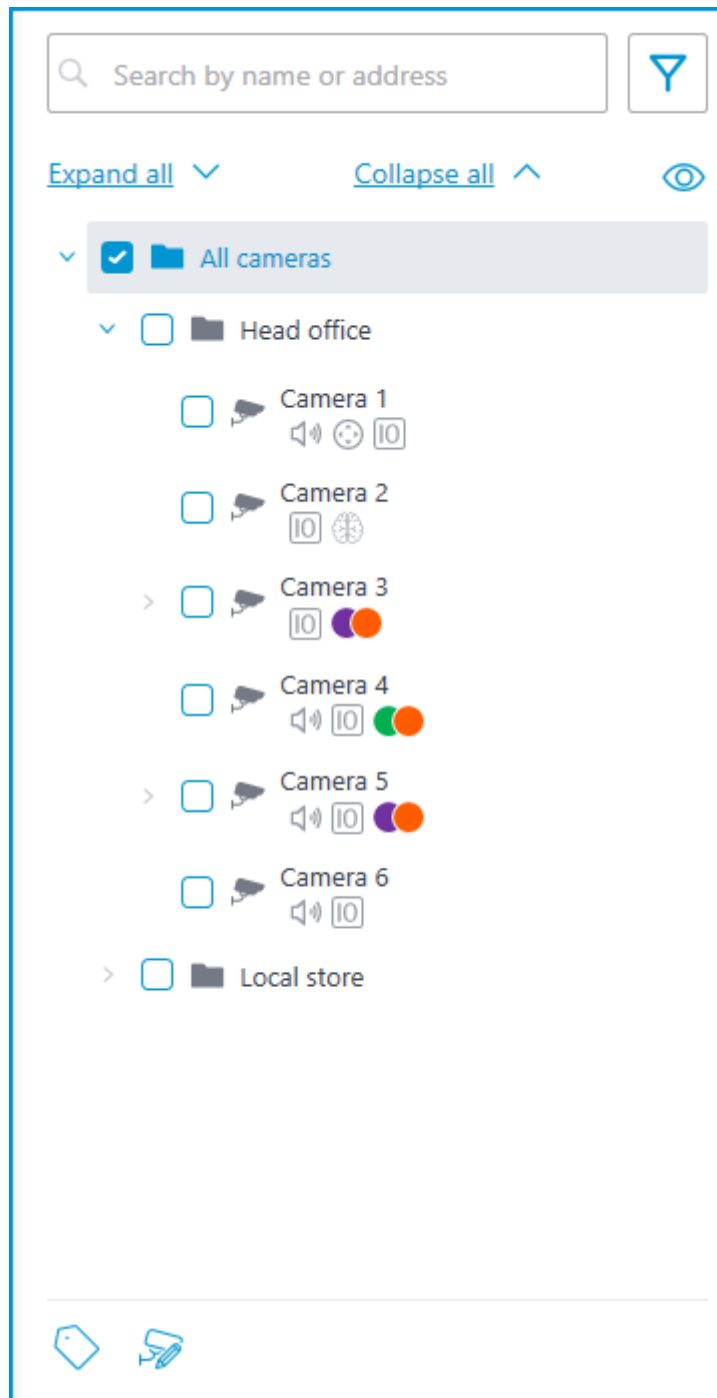 Search by name or address
Expand all Collapse all
All cameras
Head office
Camera 1
IO
Camera 2
IO
Camera 3
IO
Camera 4
IO
Camera 5
IO
Camera 6
IO
Local store